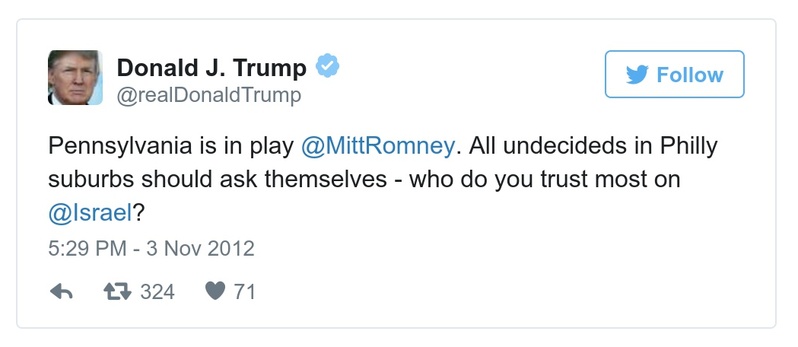 Donald J. Trump
Follow
@realDonaldTrump
Pennsylvania is in play @MittRomney. All undecideds in Philly
suburbs should ask themselves - who do you trust most on
@Israel?
5:29 PM - 3 Nov 2012
324 71